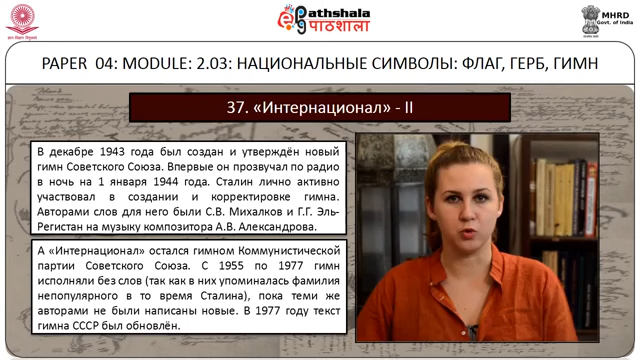 Pathshala
पाठशाला
MHRD
Govt. of India
PAPER 04: MODULE: 2.03: НАЦИОНАЛЬНЫЕ СИМВОЛЫ: ФЛАГ, ГЕРБ, ГИМН
37. «Интернационал» - II
В декабре 1943 года был создан и утверждён новый
гимн Советского Союза. Впервые он прозвучал по радио
в ночь на 1 января 1944 года. Сталин лично активно
участвовал в создании и корректировке гимна.
Авторами слов для него были С.В. Михалков и Г.Г. Эль-
Регистан на музыку композитора А.В. Александрова.
А «Интернационал» остался гимном Коммунистической
партии Советского Союза. С 1955 по 1977 гимн
исполняли без слов (так как в них упоминалась фамилия
непопулярного в то время Сталина), пока теми же
авторами не были написаны новые. В 1977 году текст
гимна СССР был обновлён.